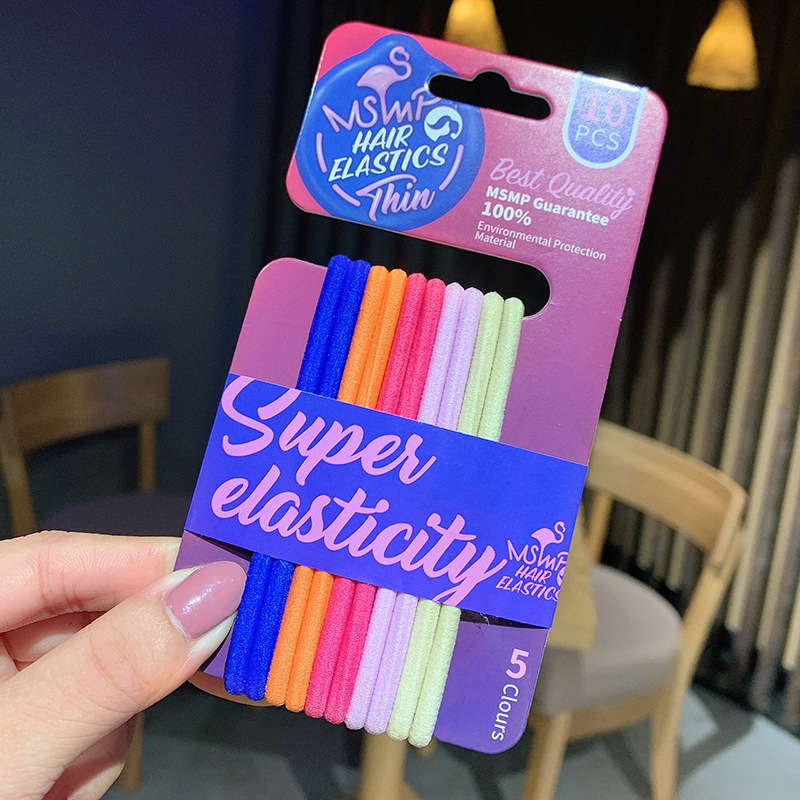 MSMP
HAIR
ELASTICS
Thin
10
PCS
Best Quality
MSMP Guarantee
100%
Environmental Protection
Material
Super
elasticity
MSMP
HAIR
ELASTICS
5 Clours